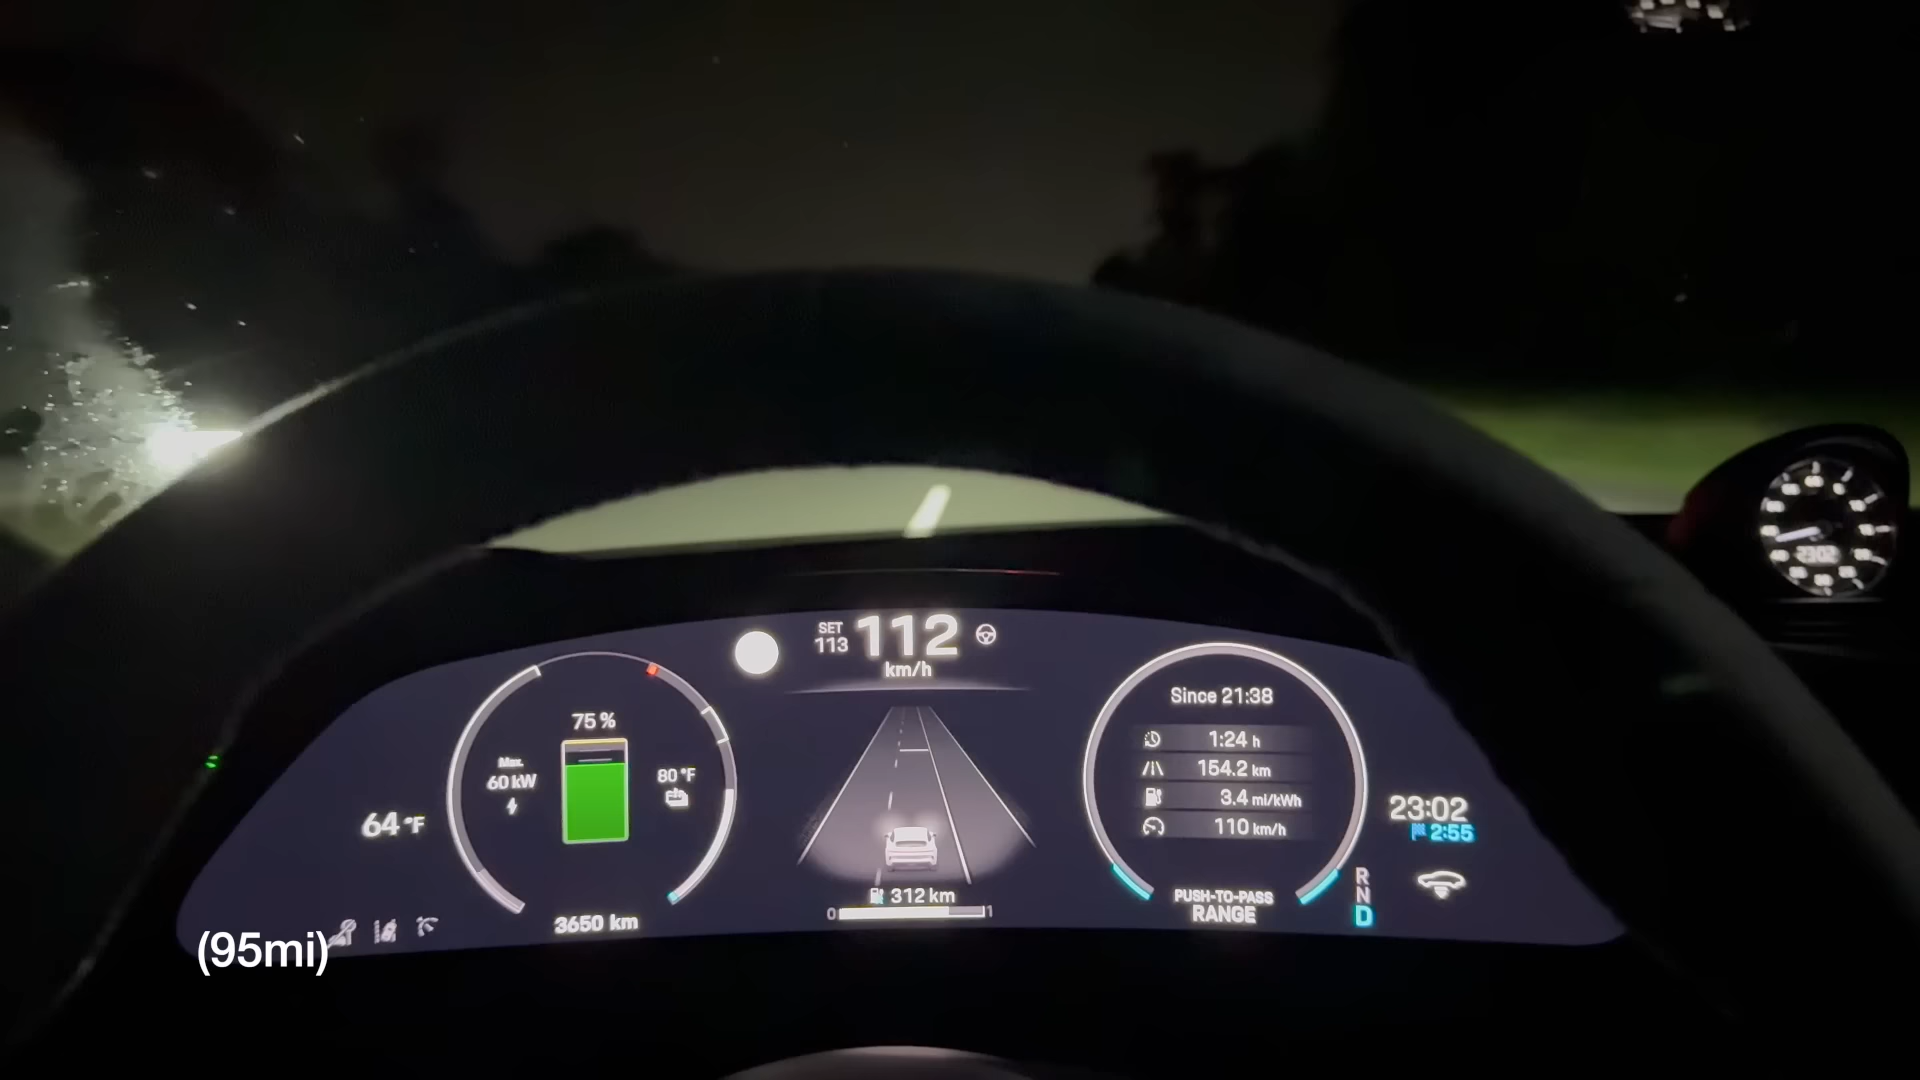 SET
113
112
km/h
75 %
Max.
60 kW
80 °F
64 °F
3650 km
312 km
0
1
Since 21:38
1:24 h
154.2 km
3.4 mi/kWh
110 km/h
PUSH-TO-PASS
RANGE
23:02
2:55
R
N
D
2302
60
(95mi)